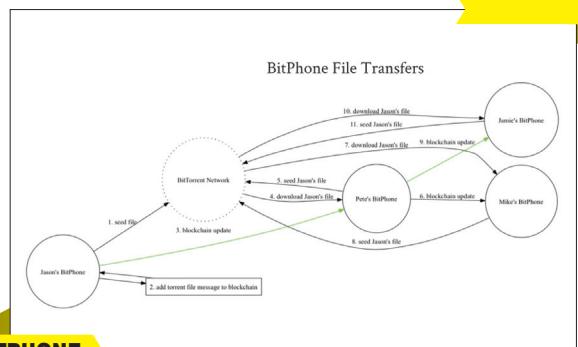 BitPhone File Transfers
10. download Jason's file
11. seed Jason's file
7. download Jason's file
9. blockchain update
Jamie's BitPhone
BitTorrent Network
5. seed Jason's file
4. download Jason's file
Pete's BitPhone
6. blockchain update
Mike's BitPhone
1. seed file
3. blockchain update
8. seed Jason's file
Jason's BitPhone
2. add torrent file message to blockchain